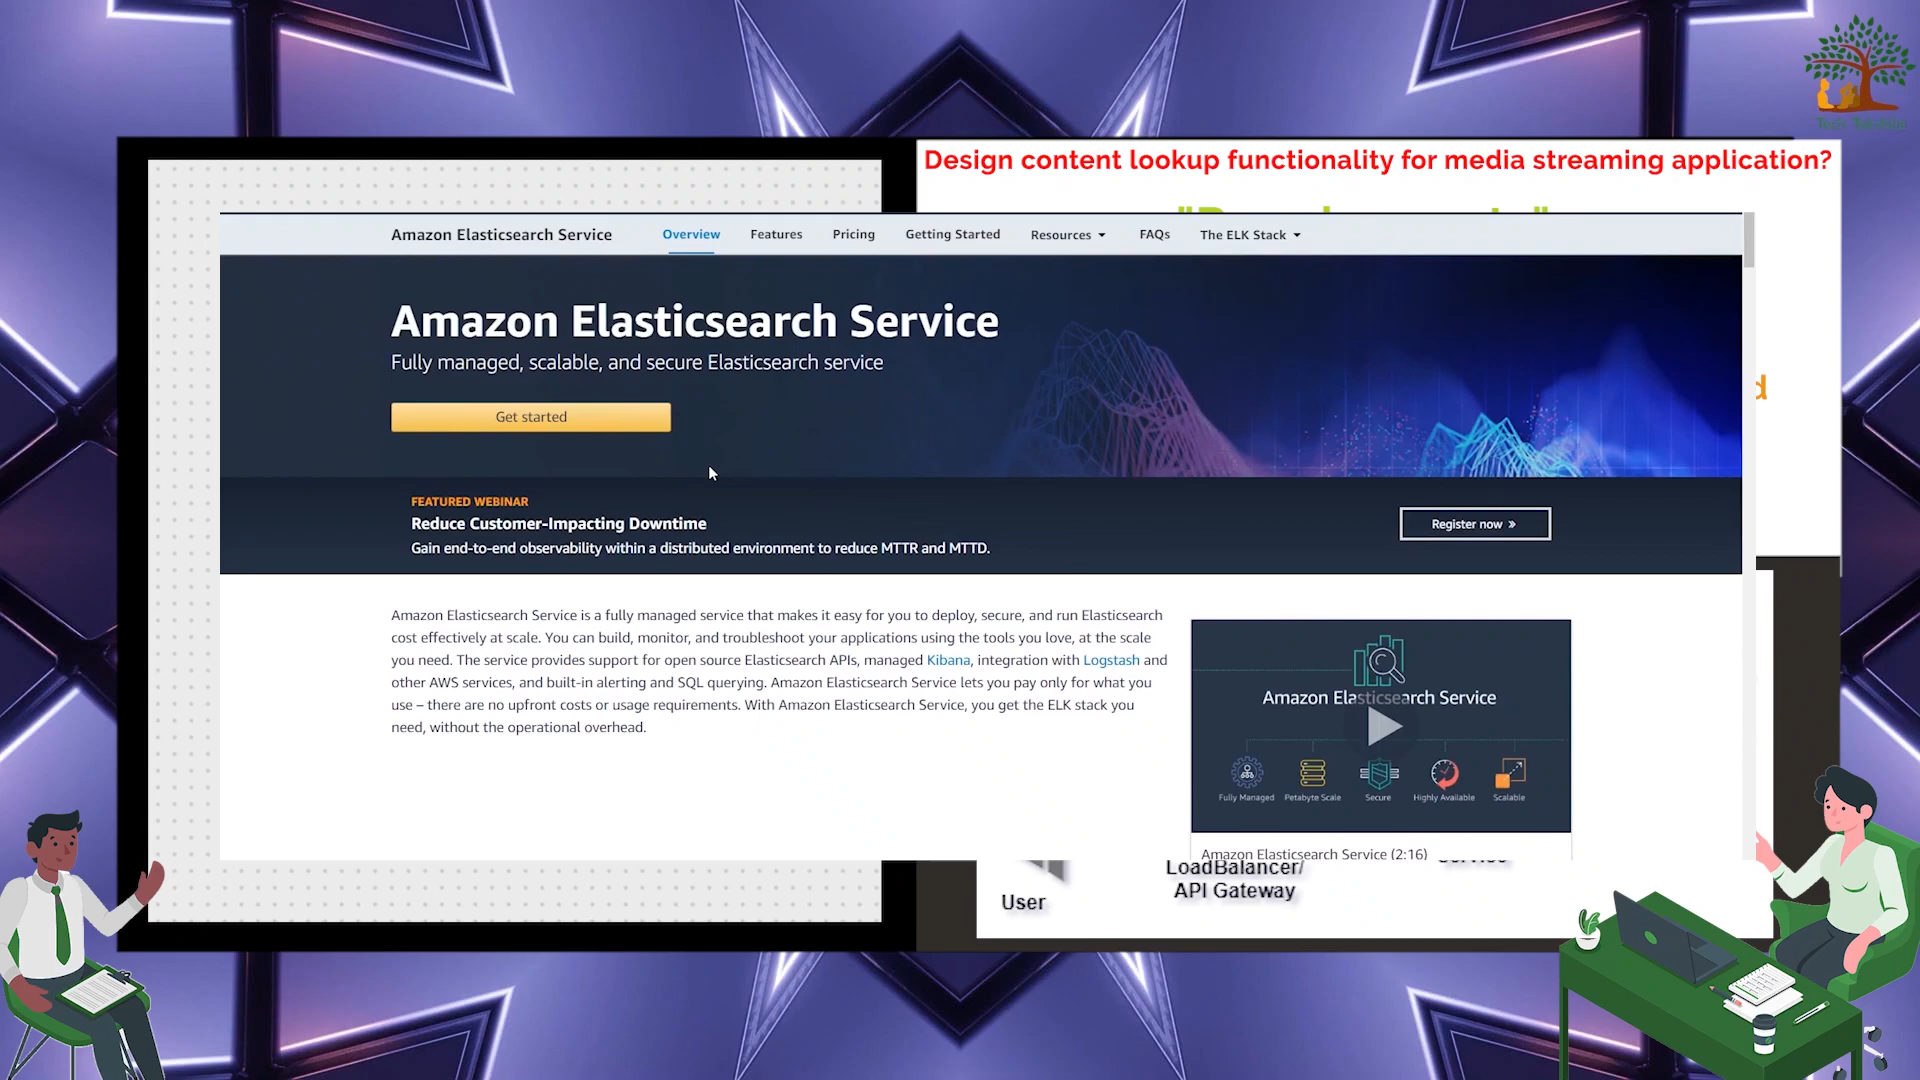 Design content lookup functionality for media streaming application?
Amazon Elasticsearch Service
Overview
Features
Pricing
Getting Started
Resources
FAQs
The ELK Stack
Amazon Elasticsearch Service
Fully managed, scalable, and secure Elasticsearch service
Get started
FEATURED WEBINAR
Reduce Customer-Impacting Downtime
Gain end-to-end observability within a distributed environment to reduce MTTR and MTTD.
Register now »
Amazon Elasticsearch Service is a fully managed service that makes it easy for you to deploy, secure, and run Elasticsearch
cost effectively at scale. You can build, monitor, and troubleshoot your applications using the tools you love, at the scale
you need. The service provides support for open source Elasticsearch APIs, managed Kibana, integration with Logstash and
other AWS services, and built-in alerting and SQL querying. Amazon Elasticsearch Service lets you pay only for what you
use – there are no upfront costs or usage requirements. With Amazon Elasticsearch Service, you get the ELK stack you
need, without the operational overhead.
Amazon Elasticsearch Service
Fully Managed
Petabyte Scale
Secure
Highly Available
Scalable
Amazon Elasticsearch Service (2:16)
User
LoadBalancer/
API Gateway